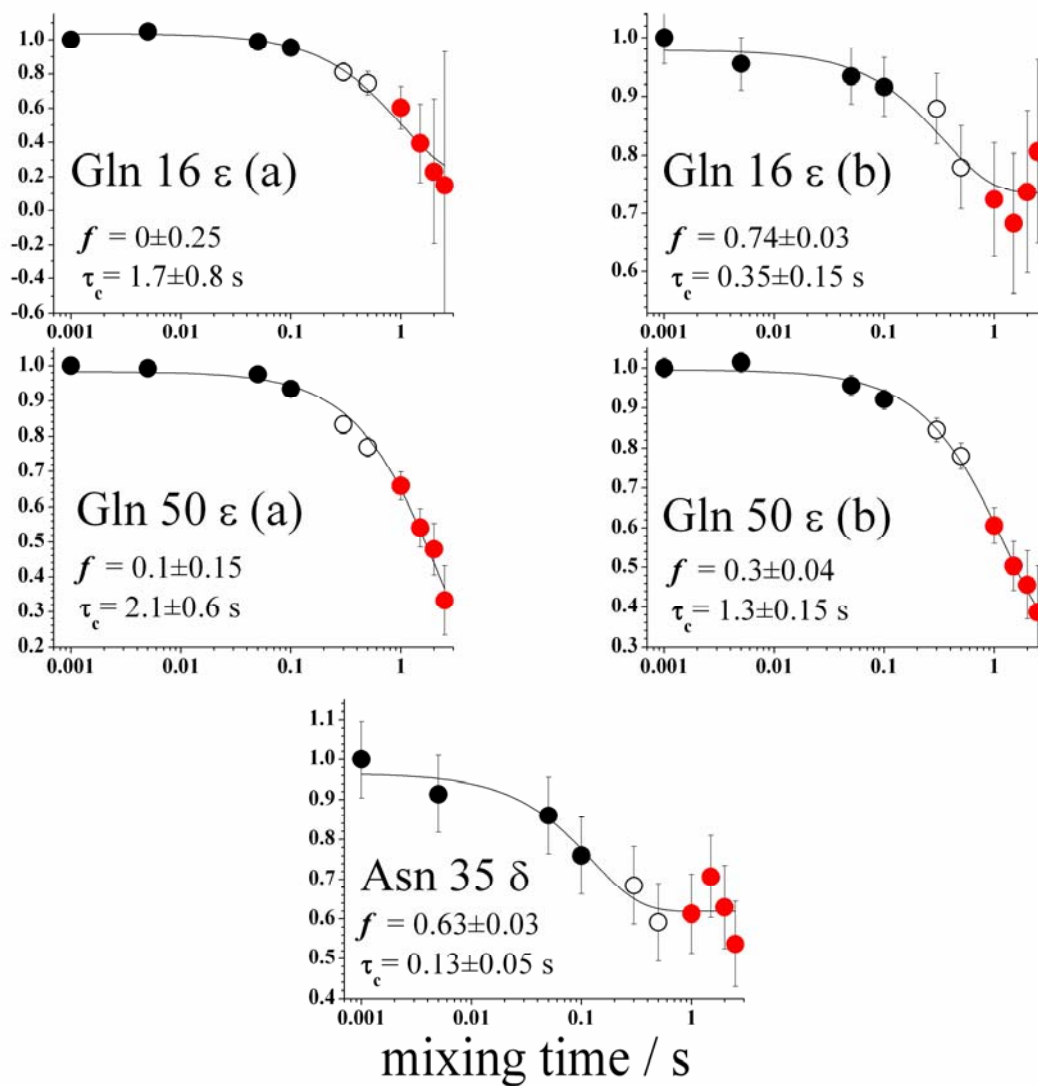 1.0
0.8
0.6
0.4
0.2
0.0
-0.2
-0.4
-0.6
Gln 16 ε (a)
f = 0±0.25
τc = 1.7±0.8 s
0.001 0.01 0.1 1
1.0
0.9
0.8
0.7
0.6
Gln 16 ε (b)
f = 0.74±0.03
τc = 0.35±0.15 s
0.001 0.01 0.1 1
1.0
0.9
0.8
0.7
0.6
0.5
0.4
0.3
0.2
Gln 50 ε (a)
f = 0.1±0.15
τc = 2.1±0.6 s
0.001 0.01 0.1 1
1.0
0.9
0.8
0.7
0.6
0.5
0.4
0.3
Gln 50 ε (b)
f = 0.3±0.04
τc = 1.3±0.15 s
0.001 0.01 0.1 1
1.1
1.0
0.9
0.8
0.7
0.6
0.5
0.4
Asn 35 δ
f = 0.63±0.03
τc = 0.13±0.05 s
0.001 0.01 0.1 1
mixing time / s